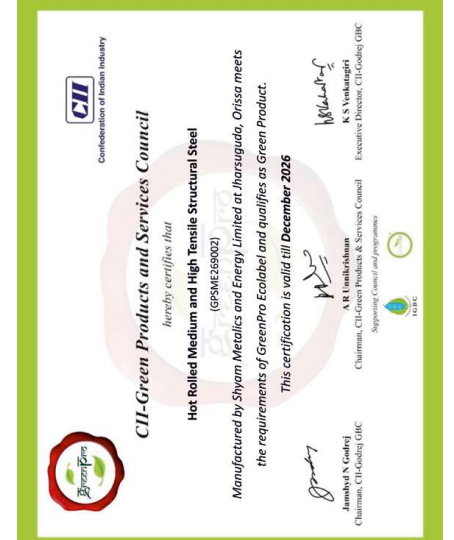 GreenPro
CII
Confederation of Indian Industry
CII-Green Products and Services Council
hereby certifies that
Hot Rolled Medium and High Tensile Structural Steel
(GPSME269002)
Manufactured by Shyam Metalics and Energy Limited at Jharsuguda, Orissa meets
the requirements of GreenPro Ecolabel and qualifies as Green Product.
This certification is valid till December 2026
Jamshyd N Godrej
Chairman, CII-Godrej GBC
A R Unnikrishnan
Chairman, CII-Green Products & Services Council
K S Venkatagiri
Executive Director, CII-Godrej GBC
Supporting Council and programmes
IGBC